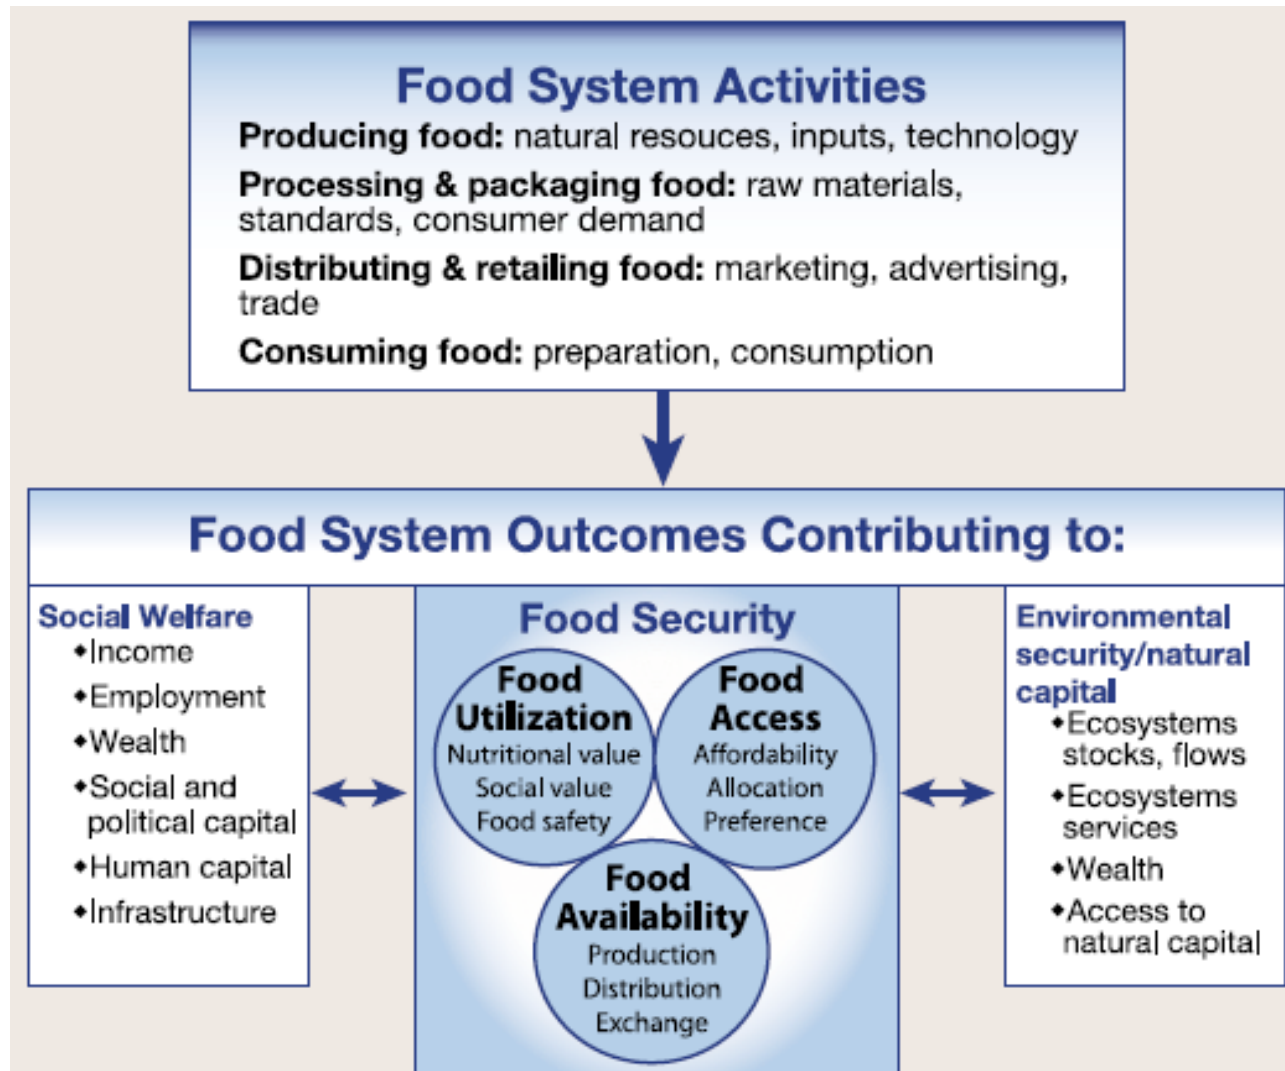 Food System Activities
Producing food: natural resouces, inputs, technology
Processing & packaging food: raw materials,
standards, consumer demand
Distributing & retailing food: marketing, advertising,
trade
Consuming food: preparation, consumption
Food System Outcomes Contributing to:
Social Welfare
◆Income
◆Employment
◆Wealth
◆Social and
political capital
◆Human capital
◆Infrastructure
Food Security
Food
Utilization
Nutritional value
Social value
Food safety
Food
Access
Affordability
Allocation
Preference
Food
Availability
Production
Distribution
Exchange
Environmental
security/natural
capital
◆Ecosystems
stocks, flows
◆Ecosystems
services
◆Wealth
◆Access to
natural capital